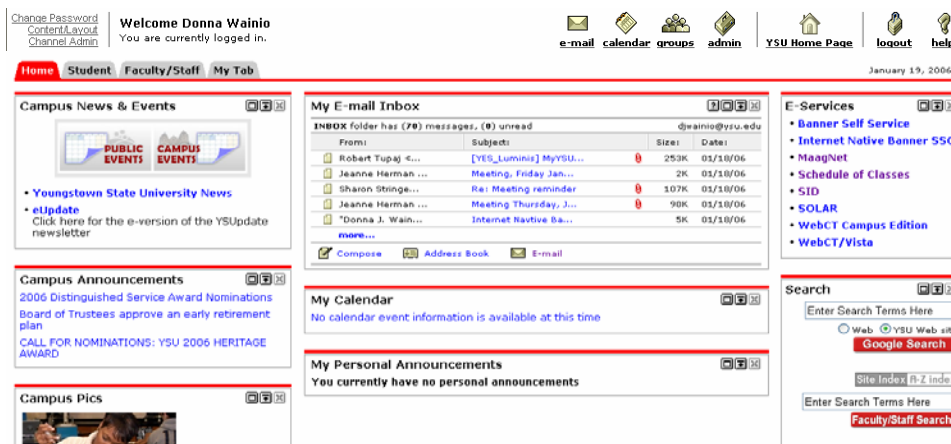 Change Password
Content/Layout
Channel Admin
Welcome Donna Wainio
You are currently logged in.
e-mail calendar groups admin YSU Home Page logout help
Home Student Faculty/Staff My Tab
January 19, 2006
Campus News & Events
PUBLIC EVENTS CAMPUS EVENTS
• Youngstown State University News
• eUpdate
Click here for the e-version of the YSUpdate
newsletter
Campus Announcements
2006 Distinguished Service Award Nominations
Board of Trustees approve an early retirement
plan
CALL FOR NOMINATIONS: YSU 2006 HERITAGE
AWARD
Campus Pics
My E-mail Inbox
INBOX folder has (70) messages, (0) unread djwainio@ysu.edu
From: Subject: Size: Date:
Robert Tupaj <... [YES_Luminis] MyYSU... 253K 01/18/06
Jeanne Herman ... Meeting, Friday Jan... 2K 01/18/06
Sharon Stringe... Re: Meeting reminder 107K 01/18/06
Jeanne Herman ... Meeting Thursday, J... 90K 01/18/06
"Donna J. Wain... Internet Navtive Ba... 5K 01/18/06
more...
Compose Address Book E-mail
My Calendar
No calendar event information is available at this time
My Personal Announcements
You currently have no personal announcements
E-Services
• Banner Self Service
• Internet Native Banner SSO
• MaagNet
• Schedule of Classes
• SID
• SOLAR
• WebCT Campus Edition
• WebCT/Vista
Search
Enter Search Terms Here
Web YSU Web sit
Google Search
Site Index A-Z Inde
Enter Search Terms Here
Faculty/Staff Search